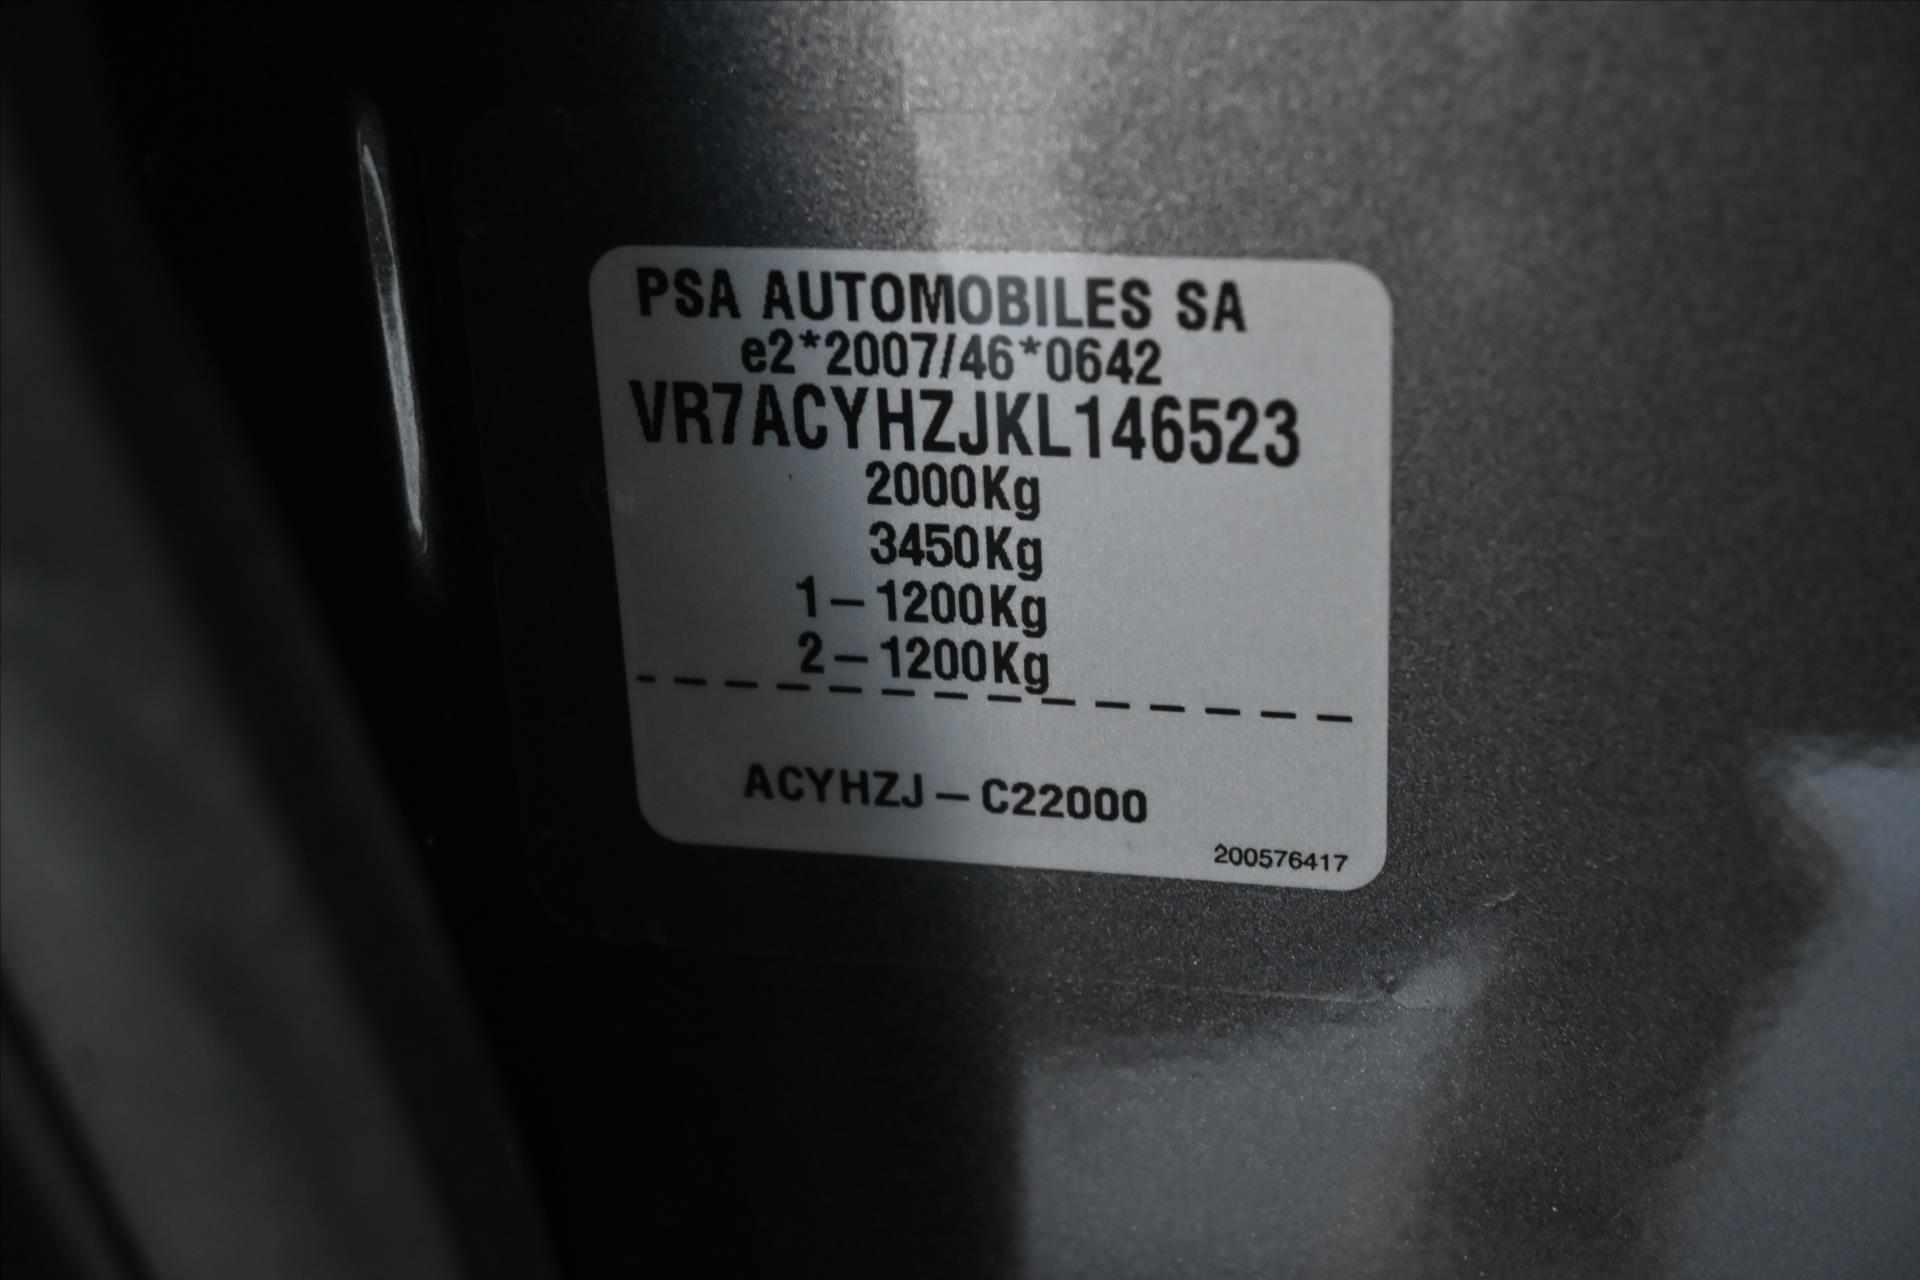 PSA AUTOMOBILES SA
e2*2007/46*0642
VR7ACYHZJKL146523
2000Kg
3450Kg
1-1200Kg
2-1200Kg
ACYHZJ-C22000
200576417